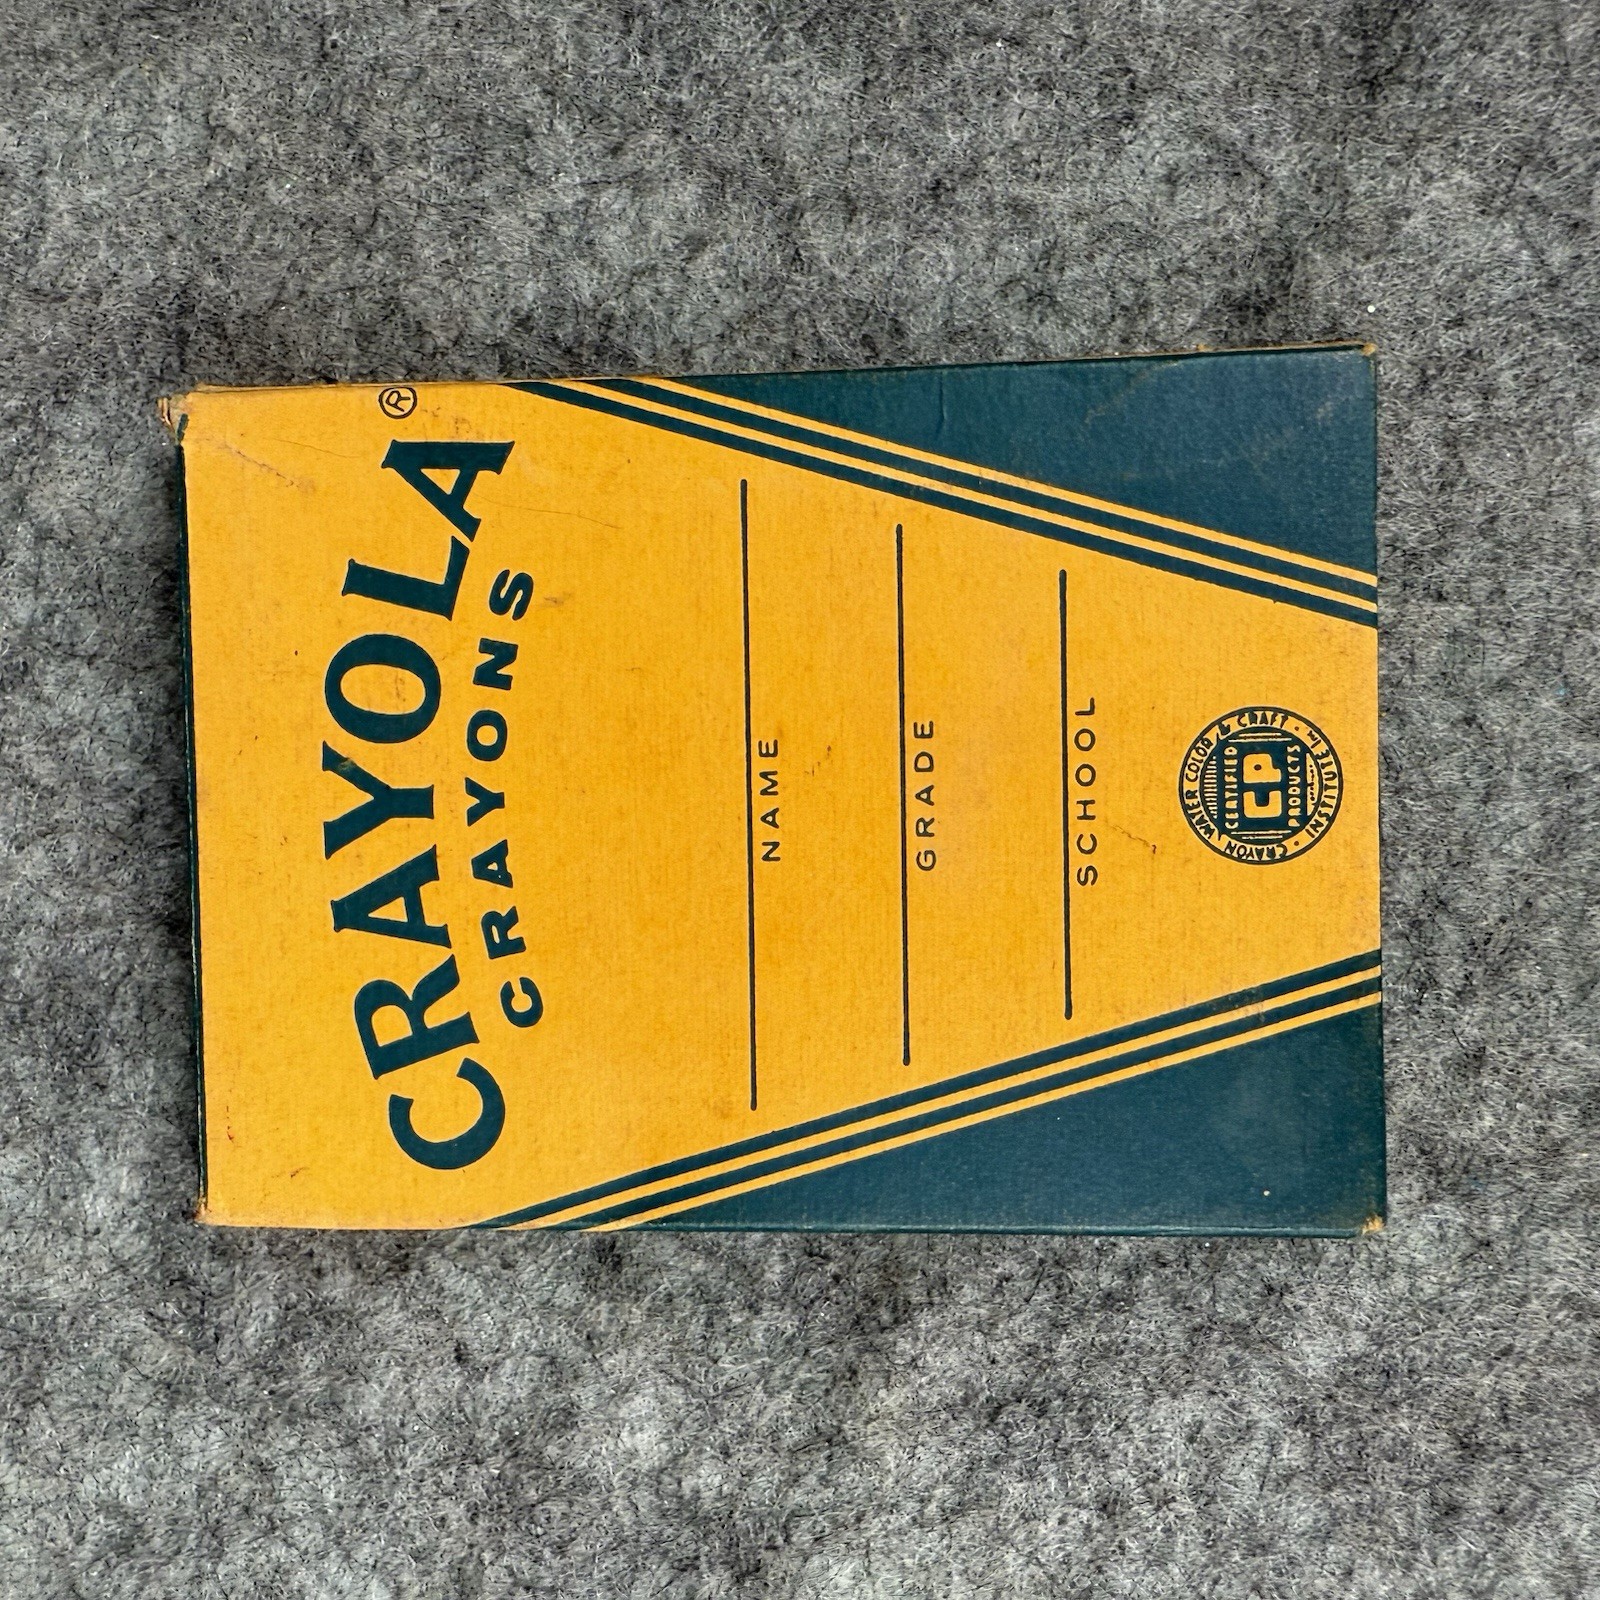 CRAYOLA®
CRAYONS
NAME
GRADE
SCHOOL
CRAYON WATER COLOR & CRAFT · INSTITUTE Inc ·
CERTIFIED
CP
PRODUCTS